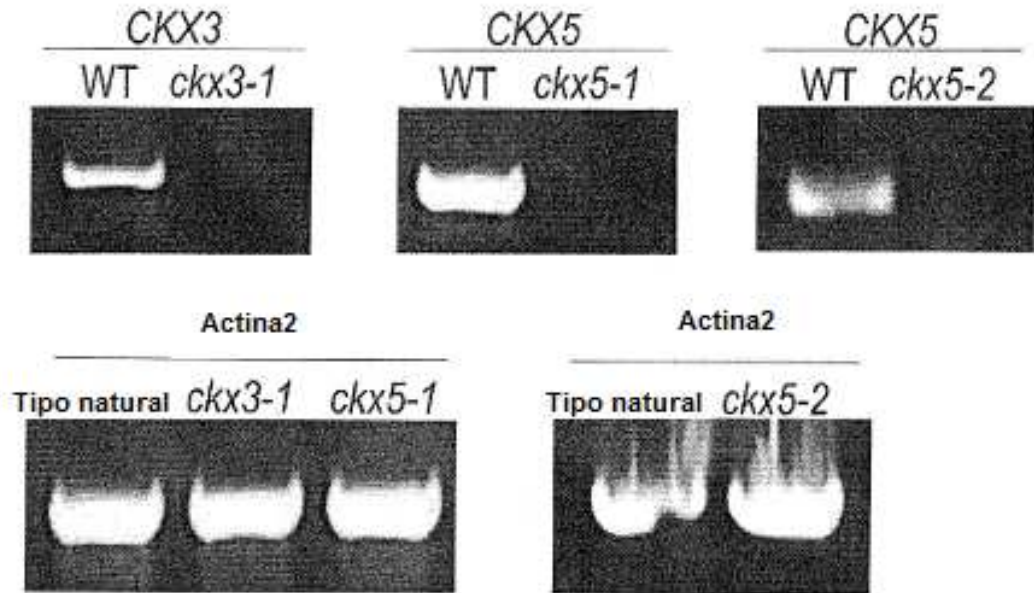 CKX3 CKX5 CKX5
WT ckx3-1 WT ckx5-1 WT ckx5-2
Actina2 Actina2
Tipo natural ckx3-1 ckx5-1 Tipo natural ckx5-2